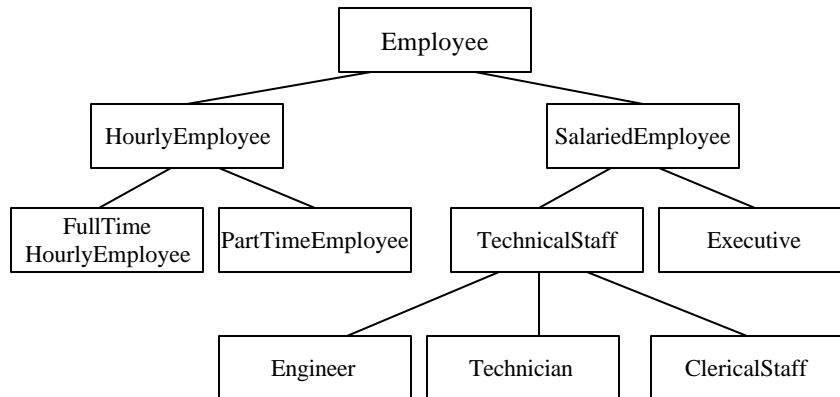 Employee
HourlyEmployee
SalariedEmployee
FullTime
HourlyEmployee
PartTimeEmployee
TechnicalStaff
Executive
Engineer
Technician
ClericalStaff